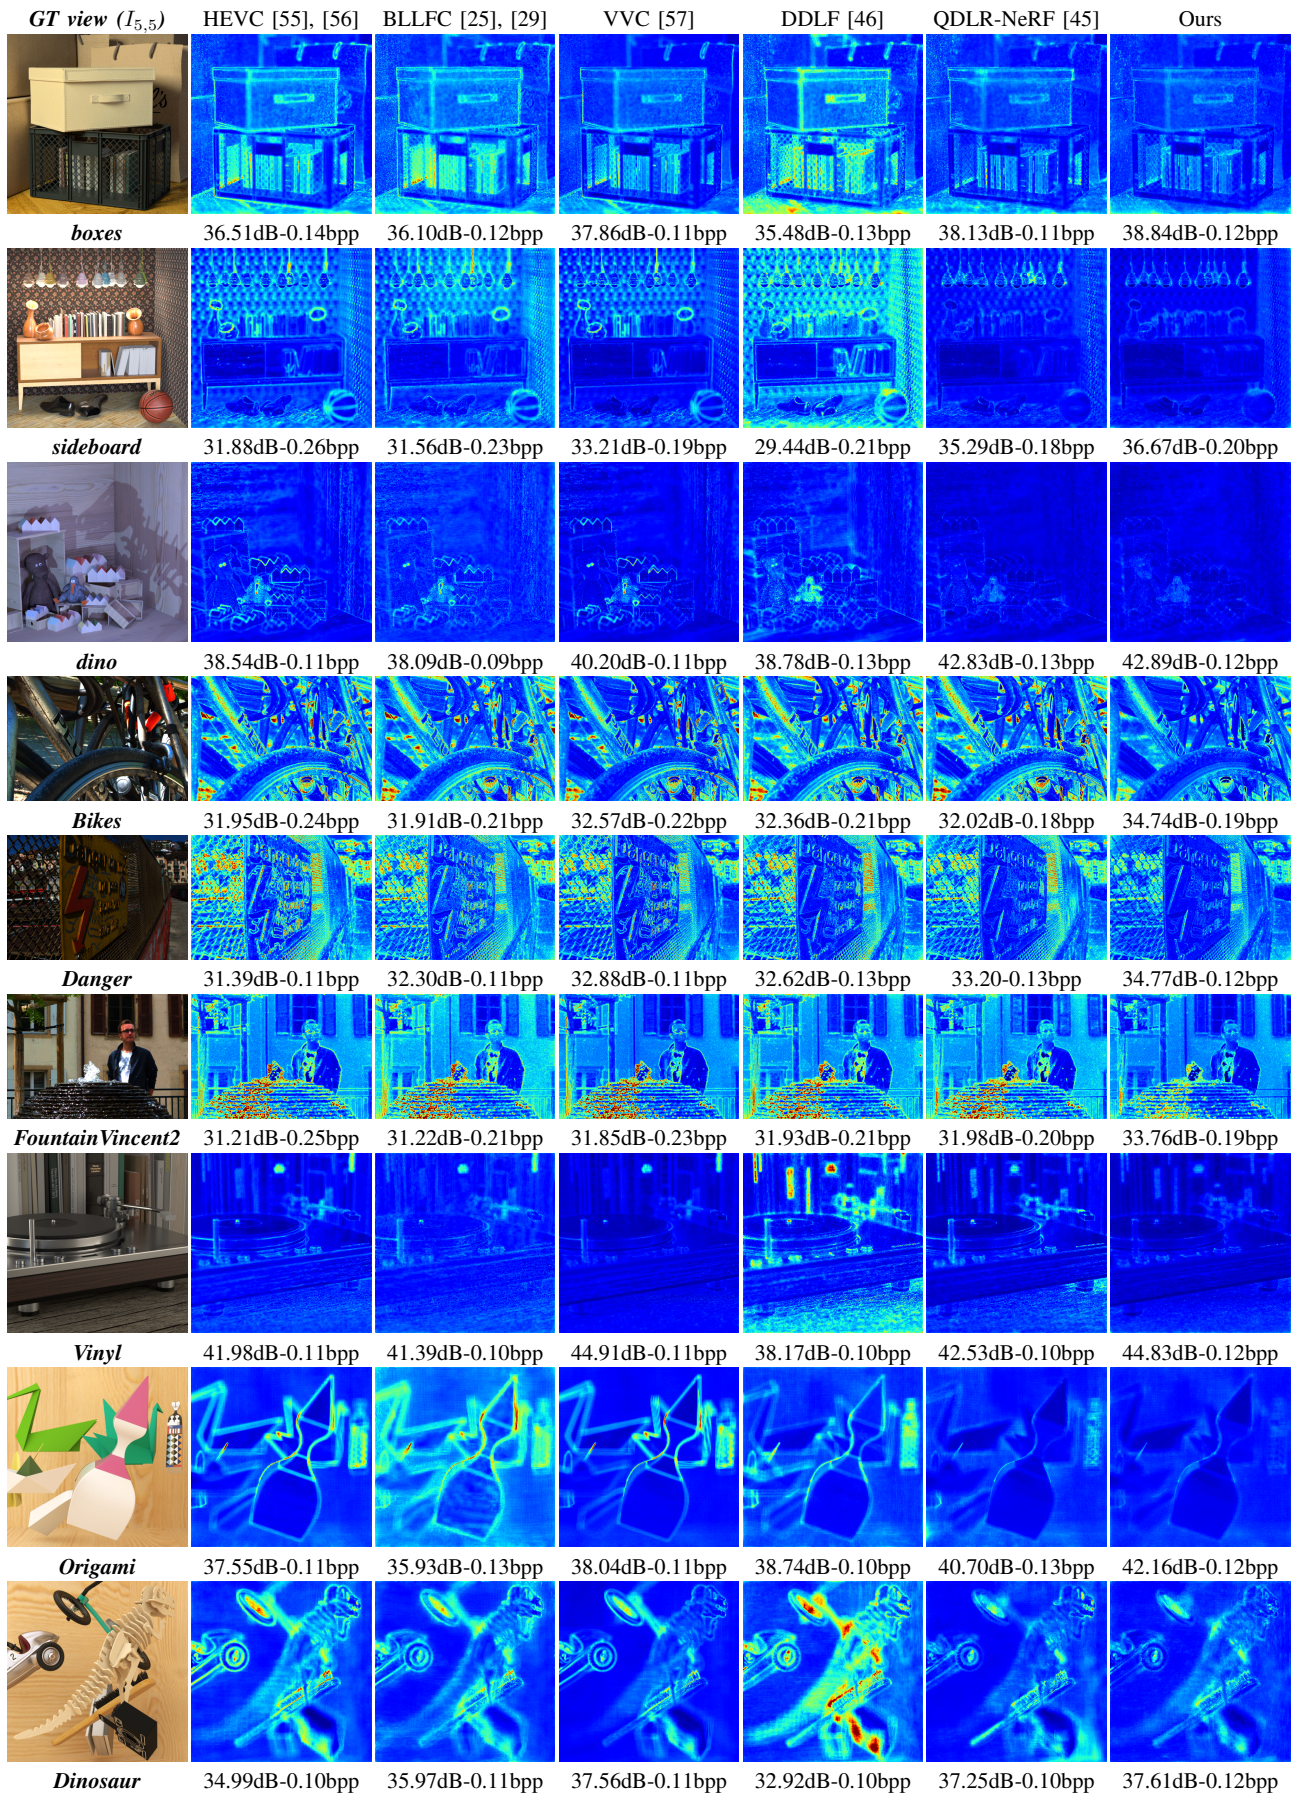 GT view (I5,5) HEVC [55], [56] BLLFC [25], [29] VVC [57] DDLF [46] QDLR-NeRF [45] Ours
boxes 36.51dB-0.14bpp 36.10dB-0.12bpp 37.86dB-0.11bpp 35.48dB-0.13bpp 38.13dB-0.11bpp 38.84dB-0.12bpp
sideboard 31.88dB-0.26bpp 31.56dB-0.23bpp 33.21dB-0.19bpp 29.44dB-0.21bpp 35.29dB-0.18bpp 36.67dB-0.20bpp
dino 38.54dB-0.11bpp 38.09dB-0.09bpp 40.20dB-0.11bpp 38.78dB-0.13bpp 42.83dB-0.13bpp 42.89dB-0.12bpp
Bikes 31.95dB-0.24bpp 31.91dB-0.21bpp 32.57dB-0.22bpp 32.36dB-0.21bpp 32.02dB-0.18bpp 34.74dB-0.19bpp
Danger 31.39dB-0.11bpp 32.30dB-0.11bpp 32.88dB-0.11bpp 32.62dB-0.13bpp 33.20-0.13bpp 34.77dB-0.12bpp
FountainVincent2 31.21dB-0.25bpp 31.22dB-0.21bpp 31.85dB-0.23bpp 31.93dB-0.21bpp 31.98dB-0.20bpp 33.76dB-0.19bpp
Vinyl 41.98dB-0.11bpp 41.39dB-0.10bpp 44.91dB-0.11bpp 38.17dB-0.10bpp 42.53dB-0.10bpp 44.83dB-0.12bpp
Origami 37.55dB-0.11bpp 35.93dB-0.13bpp 38.04dB-0.11bpp 38.74dB-0.10bpp 40.70dB-0.13bpp 42.16dB-0.12bpp
Dinosaur 34.99dB-0.10bpp 35.97dB-0.11bpp 37.56dB-0.11bpp 32.92dB-0.10bpp 37.25dB-0.10bpp 37.61dB-0.12bpp